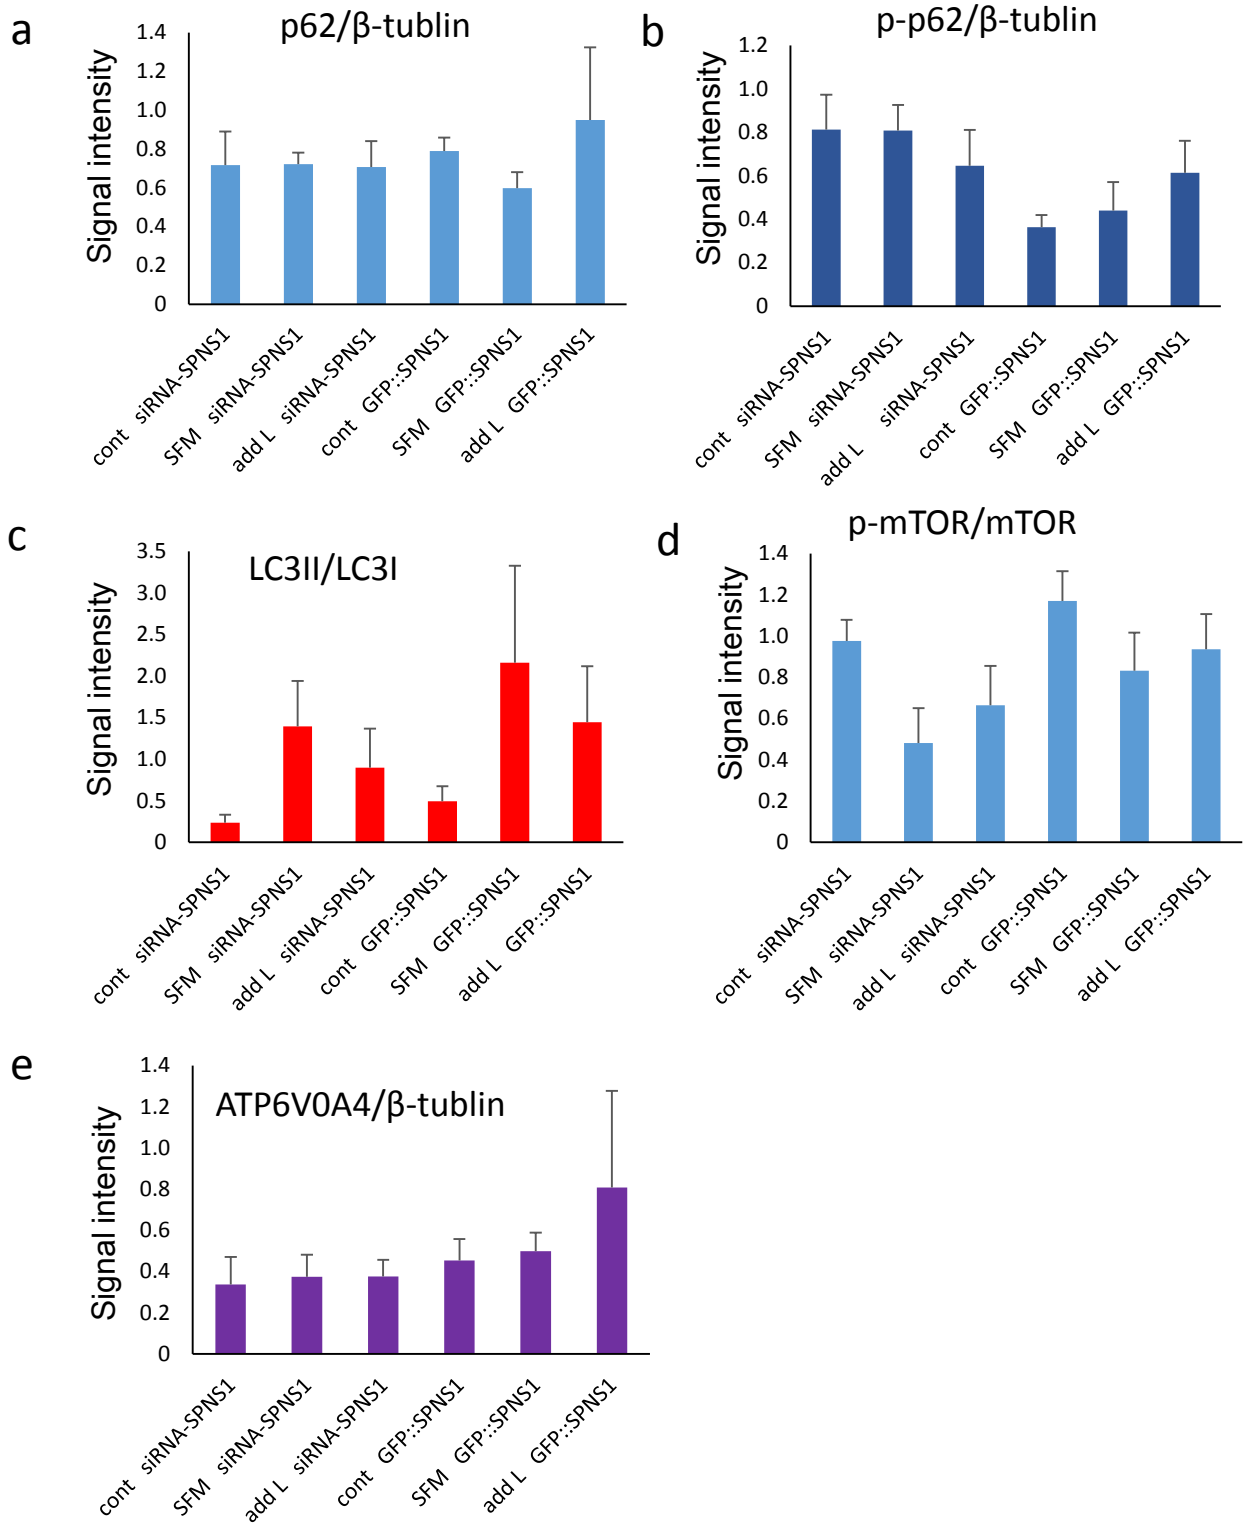 a
p62/β-tublin
Signal intensity
1.4
1.2
1.0
0.8
0.6
0.4
0.2
0
cont siRNA-SPNS1
SFM siRNA-SPNS1
add L siRNA-SPNS1
cont GFP::SPNS1
SFM GFP::SPNS1
add L GFP::SPNS1
b
p-p62/β-tublin
Signal intensity
1.2
1.0
0.8
0.6
0.4
0.2
0
cont siRNA-SPNS1
SFM siRNA-SPNS1
add L siRNA-SPNS1
cont GFP::SPNS1
SFM GFP::SPNS1
add L GFP::SPNS1
c
LC3II/LC3I
Signal intensity
3.5
3.0
2.5
2.0
1.5
1.0
0.5
0
cont siRNA-SPNS1
SFM siRNA-SPNS1
add L siRNA-SPNS1
cont GFP::SPNS1
SFM GFP::SPNS1
add L GFP::SPNS1
d
p-mTOR/mTOR
Signal intensity
1.4
1.2
1.0
0.8
0.6
0.4
0.2
0
cont siRNA-SPNS1
SFM siRNA-SPNS1
add L siRNA-SPNS1
cont GFP::SPNS1
SFM GFP::SPNS1
add L GFP::SPNS1
e
ATP6V0A4/β-tublin
Signal intensity
1.4
1.2
1.0
0.8
0.6
0.4
0.2
0
cont siRNA-SPNS1
SFM siRNA-SPNS1
add L siRNA-SPNS1
cont GFP::SPNS1
SFM GFP::SPNS1
add L GFP::SPNS1